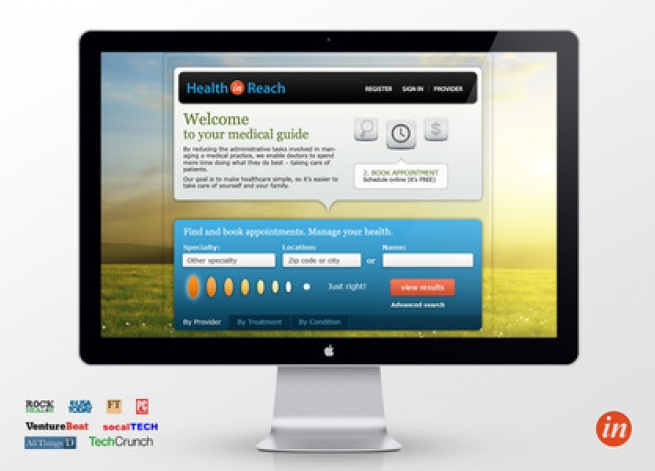 Health in Reach
REGISTER SIGN IN PROVIDER
Welcome
to your medical guide
By reducing the administrative tasks involved in man-
aging a medical practice, we enable doctors to spend
more time doing what they do best - taking care of
patients.
Our goal is to make healthcare simple, so it's easier to
take care of yourself and your family.
$
2. BOOK APPOINTMENT
Schedule online (it's FREE)
Find and book appointments. Manage your health.
Specialty: Location: Name:
Other specialty Zip code or city or
Just right! view results
Advanced search
By Provider By Treatment By Condition
ROCK
HEALTH
USA
TODAY
FT
PC
VentureBeat socalTECH
AllThingsD TechCrunch
in